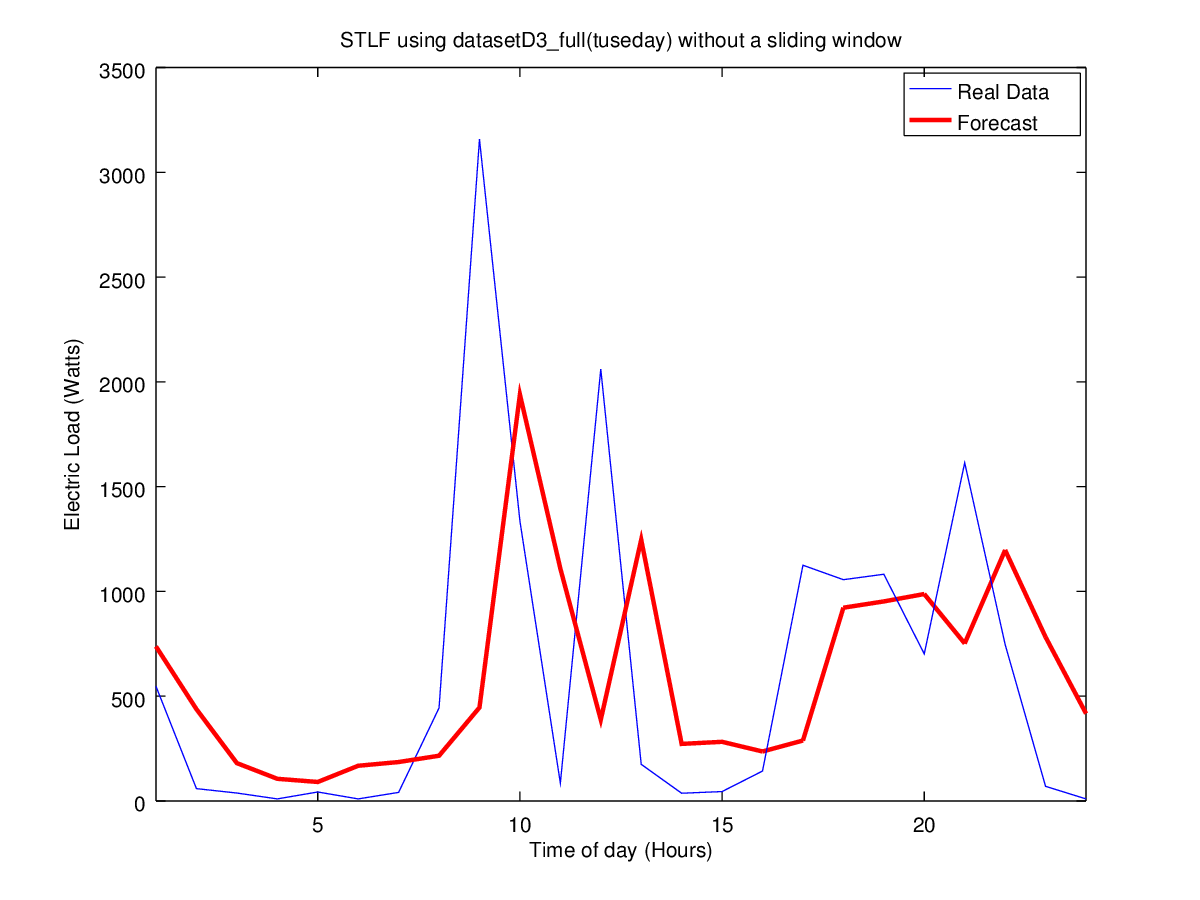 STLF using datasetD3_full(tuseday) without a sliding window
3500
3000
2500
2000
1500
1000
500
0
Electric Load (Watts)
Real Data
Forecast
5 10 15 20
Time of day (Hours)